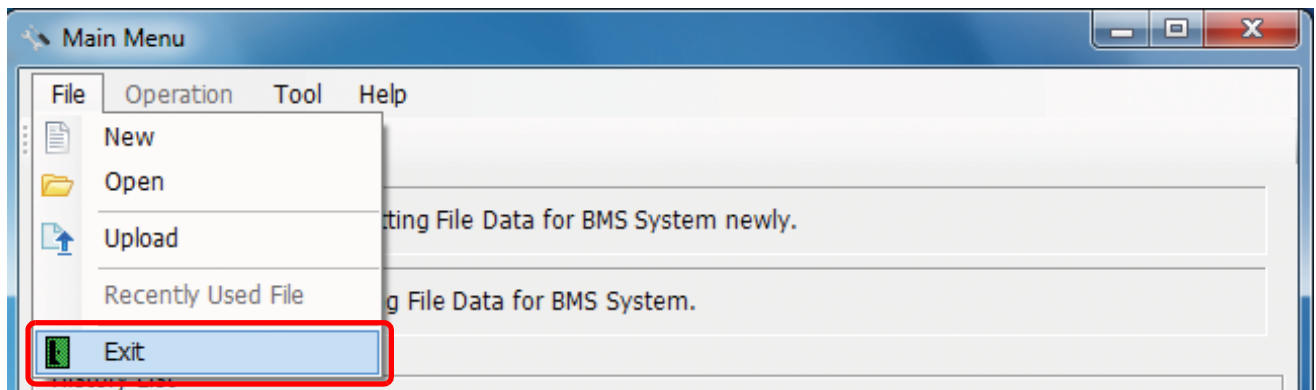 Main Menu
File Operation Tool Help
New
Open
tting File Data for BMS System newly.
Upload
Recently Used File
g File Data for BMS System.
Exit